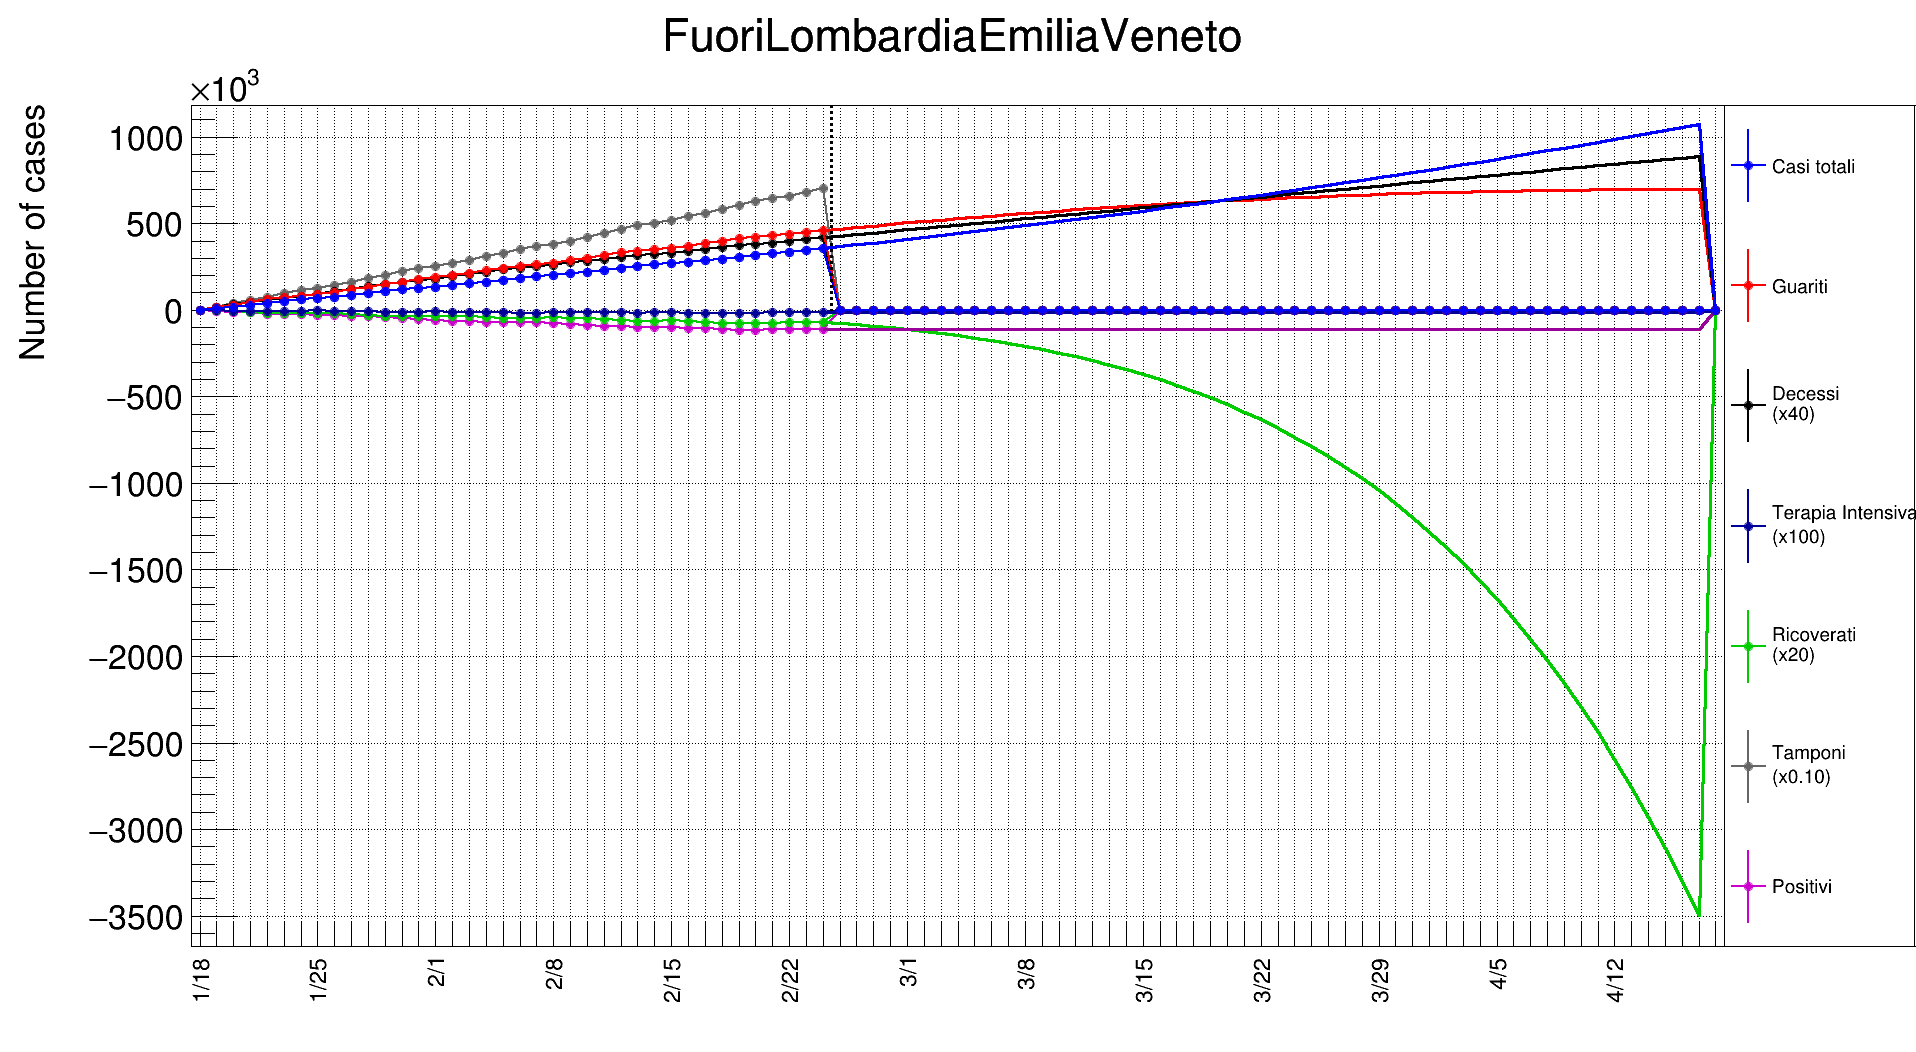 FuoriLombardiaEmiliaVeneto
×10³
Number of cases
1000
500
0
−500
−1000
−1500
−2000
−2500
−3000
−3500
1/18
1/25
2/1
2/8
2/15
2/22
3/1
3/8
3/15
3/22
3/29
4/5
4/12
Casi totali
Guariti
Decessi
(x40)
Terapia Intensiva
(x100)
Ricoverati
(x20)
Tamponi
(x0.10)
Positivi